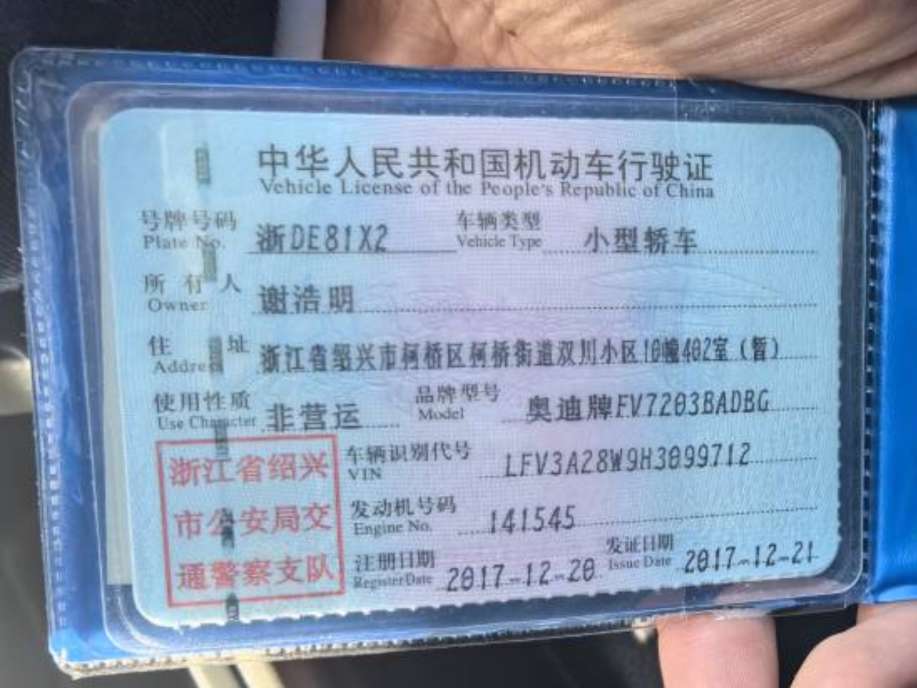 中华人民共和国机动车行驶证
Vehicle License of the People's Republic of China
号牌号码 浙DE81X2 车辆类型 小型轿车
Plate No. Vehicle Type
所有人 谢浩明
Owner
住址 浙江省绍兴市柯桥区柯桥街道双川小区10幢402室(暂)
Address
使用性质 非营运 品牌型号 奥迪牌FV7203BADBG
Use Character Model
浙江省绍兴 车辆识别代号 LFV3A28W9H3099712
VIN
市公安局交 发动机号码 141545
Engine No.
通警察支队 注册日期 2017-12-20 发证日期 2017-12-21
Register Date Issue Date